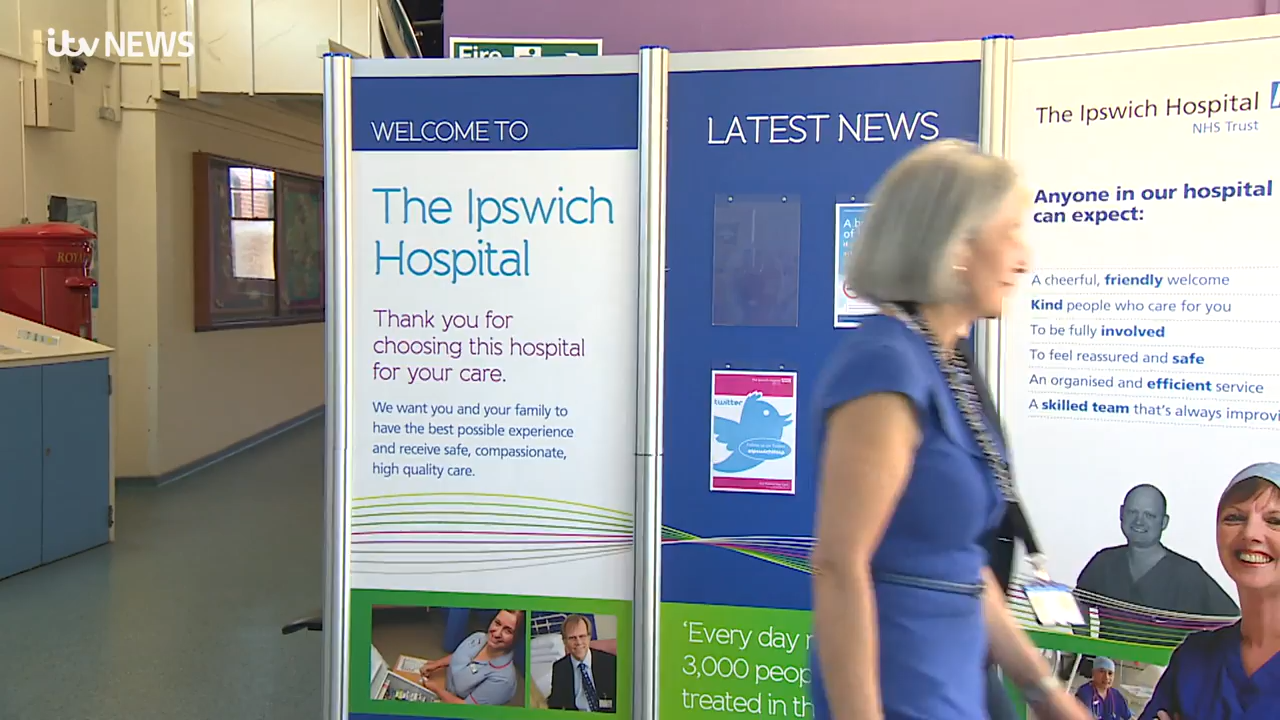 itv NEWS
Fire
ROYAL
WELCOME TO
The Ipswich
Hospital
Thank you for
choosing this hospital
for your care.
We want you and your family to
have the best possible experience
and receive safe, compassionate,
high quality care.
LATEST NEWS
A b
of
twitter
'Every day
3,000 peop
treated in th
The Ipswich Hospital
NHS Trust
Anyone in our hospital
can expect:
A cheerful, friendly welcome
Kind people who care for you
To be fully involved
To feel reassured and safe
An organised and efficient service
A skilled team that's always improvi